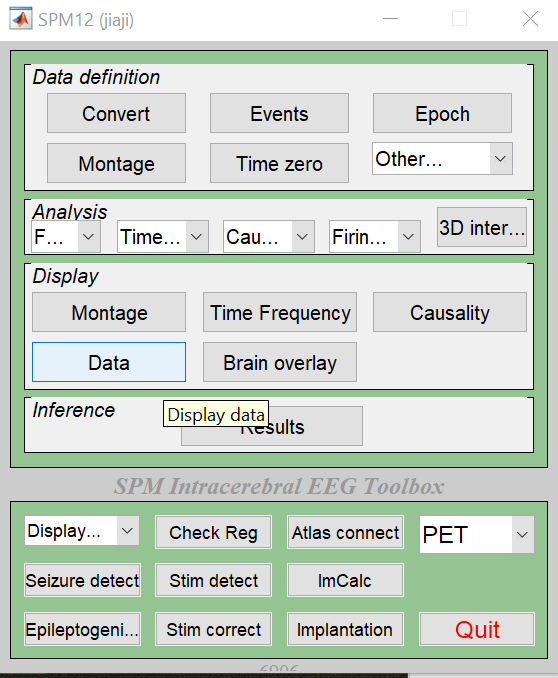 SPM12 (jiaji)
Data definition
Convert
Events
Epoch
Montage
Time zero
Other...
Analysis
F...
Time...
Cau...
Firin...
3D inter...
Display
Montage
Time Frequency
Causality
Data
Brain overlay
Inference
Display data
Results
SPM Intracerebral EEG Toolbox
Display...
Check Reg
Atlas connect
PET
Seizure detect
Stim detect
ImCalc
Epileptogeni...
Stim correct
Implantation
Quit